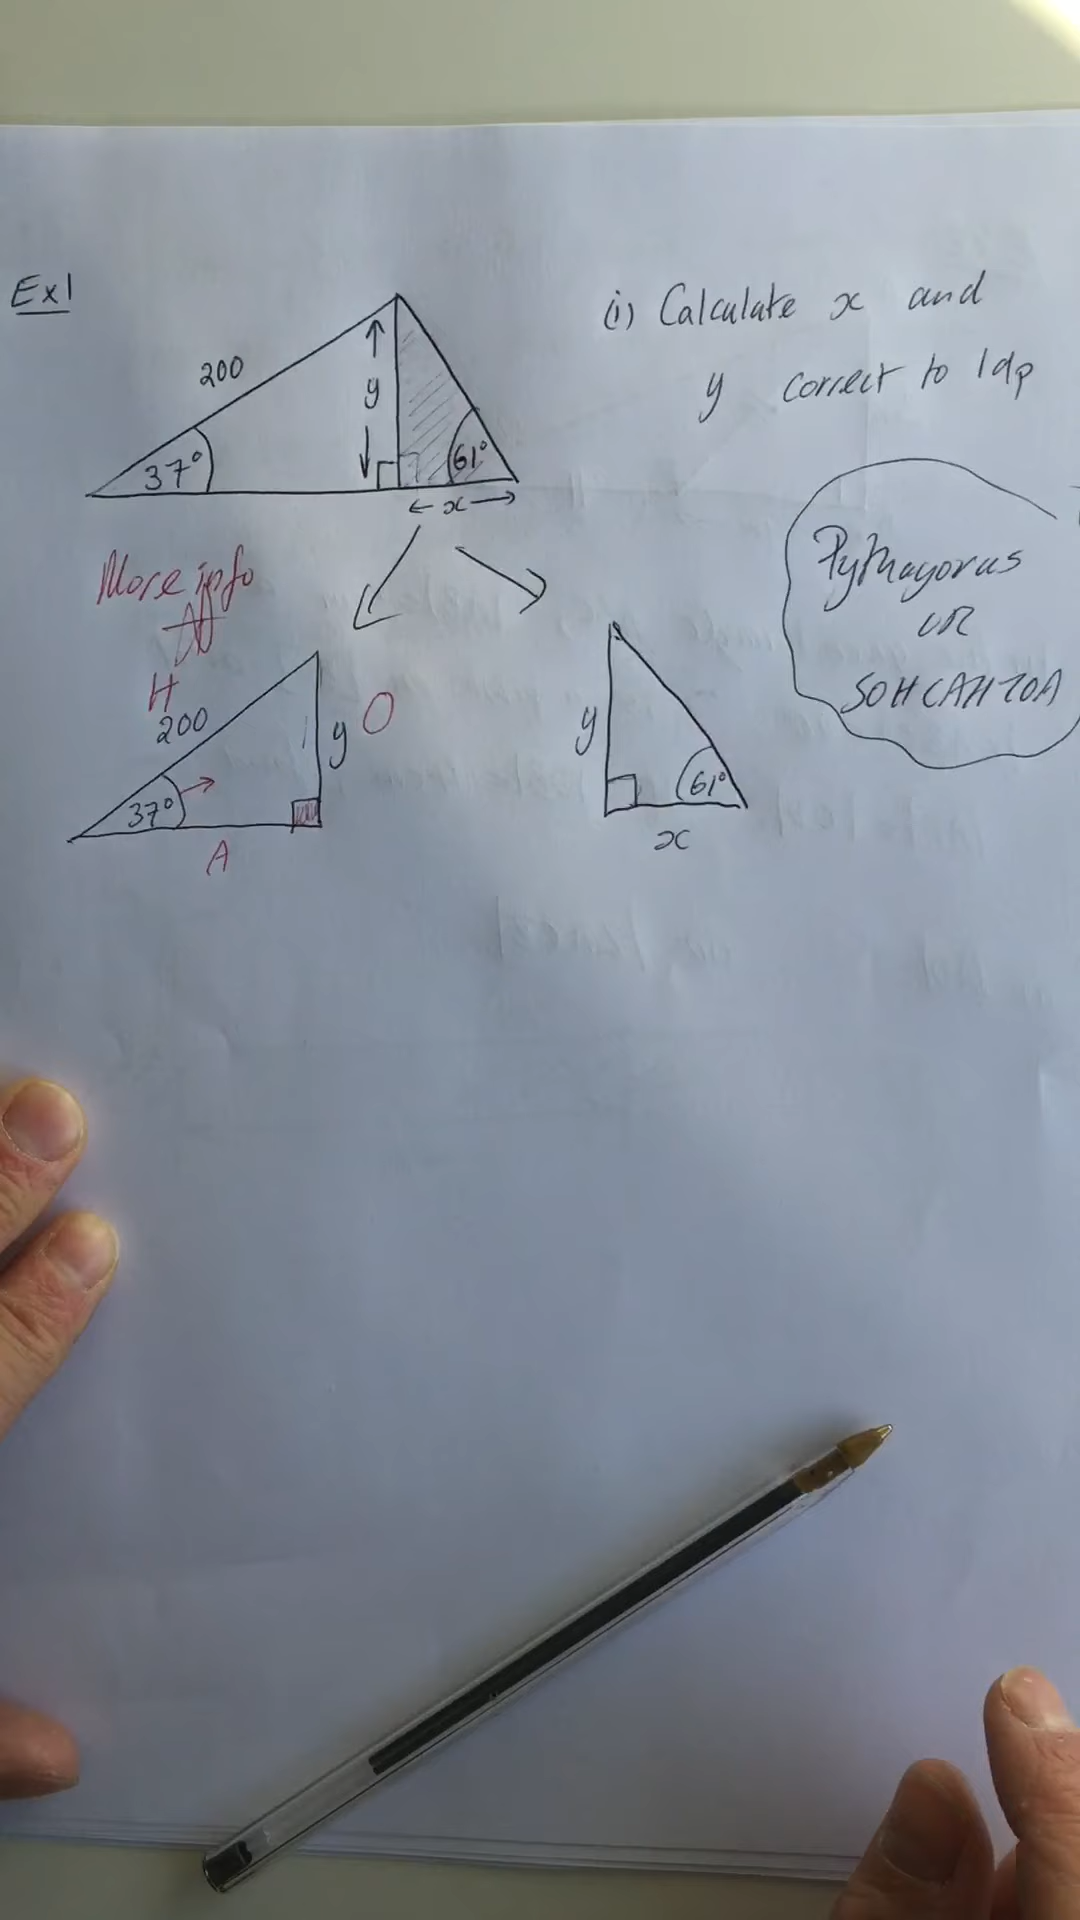 Ex1
(i) Calculate x and
y correct to 1dp
200
y
37°
61°
x
Pythagorus
OR
SOHCAHTOA
More info
H
200
y
O
37°
A
y
61°
x